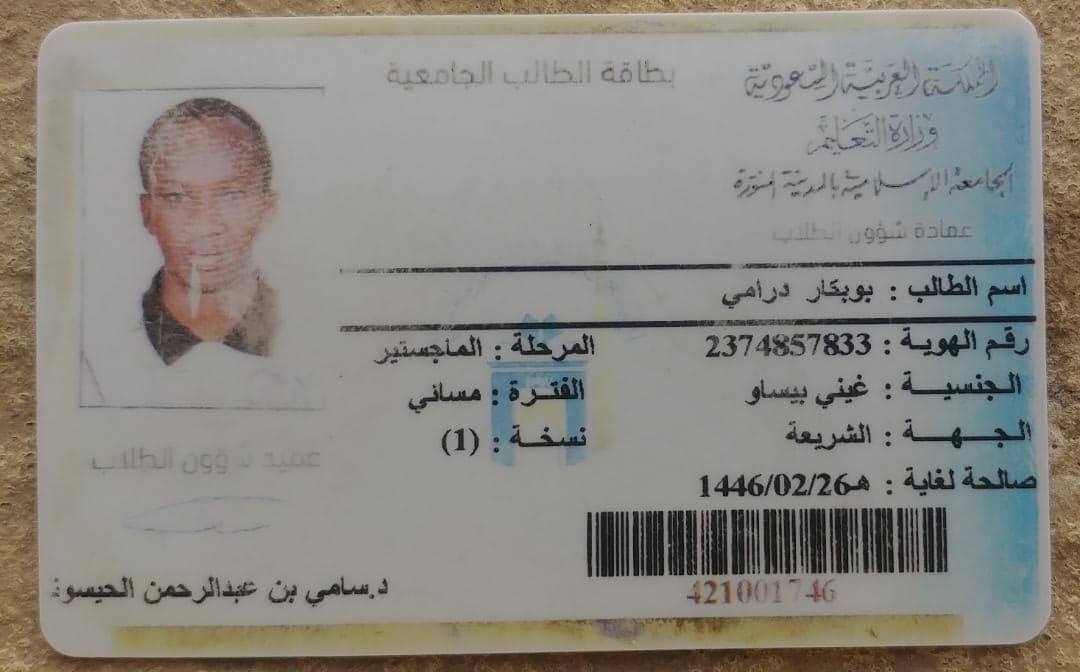 المملكة العربية السعودية
وزارة التعليم
الجامعة الإسلامية بالمدينة المنورة
عمادة شؤون الطلاب
بطاقة الطالب الجامعية
اسم الطالب : بوبكار درامي
رقم الهوية : 2374857833
المرحلة : الماجستير
الجنسية : غيني بيساو
الفترة : مسائي
الجهة : الشريعة
نسخة : (1)
صالحة لغاية : 1446/02/26هـ
421001746
عميد شؤون الطلاب
د.سامي بن عبدالرحمن